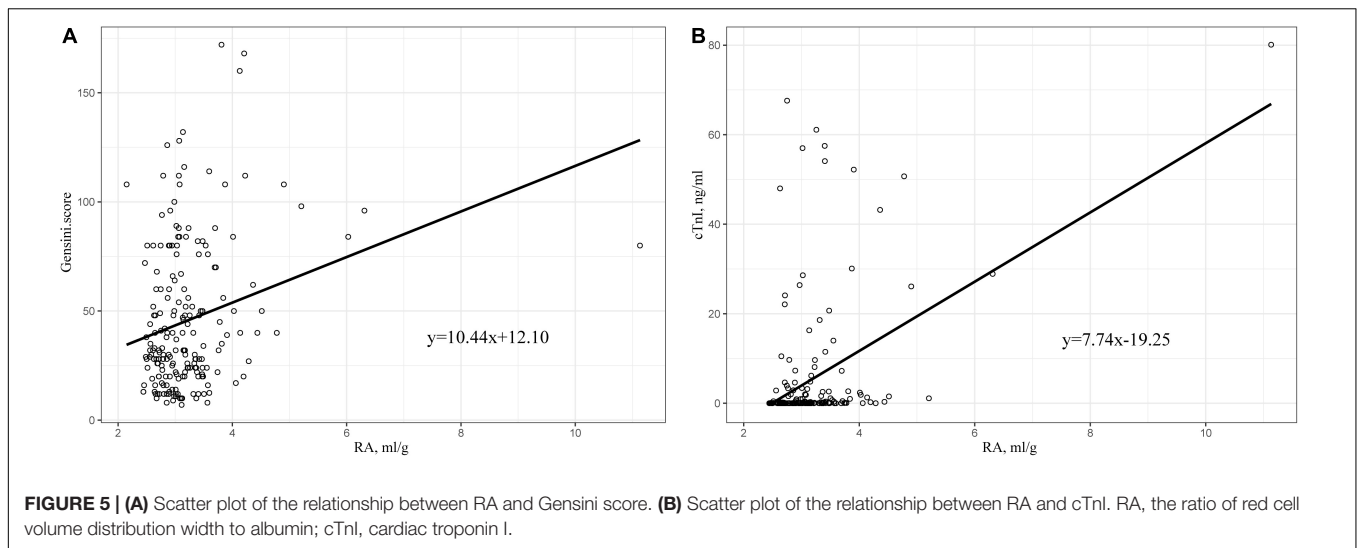 A
150
100
50
0
Gensini.score
y=10.44x+12.10
2 4 6 8 10
RA, ml/g
B
80
60
40
20
0
cTnI, ng/ml
y=7.74x-19.25
2 4 6 8 10
RA, ml/g
FIGURE 5 | (A) Scatter plot of the relationship between RA and Gensini score. (B) Scatter plot of the relationship between RA and cTnI. RA, the ratio of red cell
volume distribution width to albumin; cTnI, cardiac troponin I.